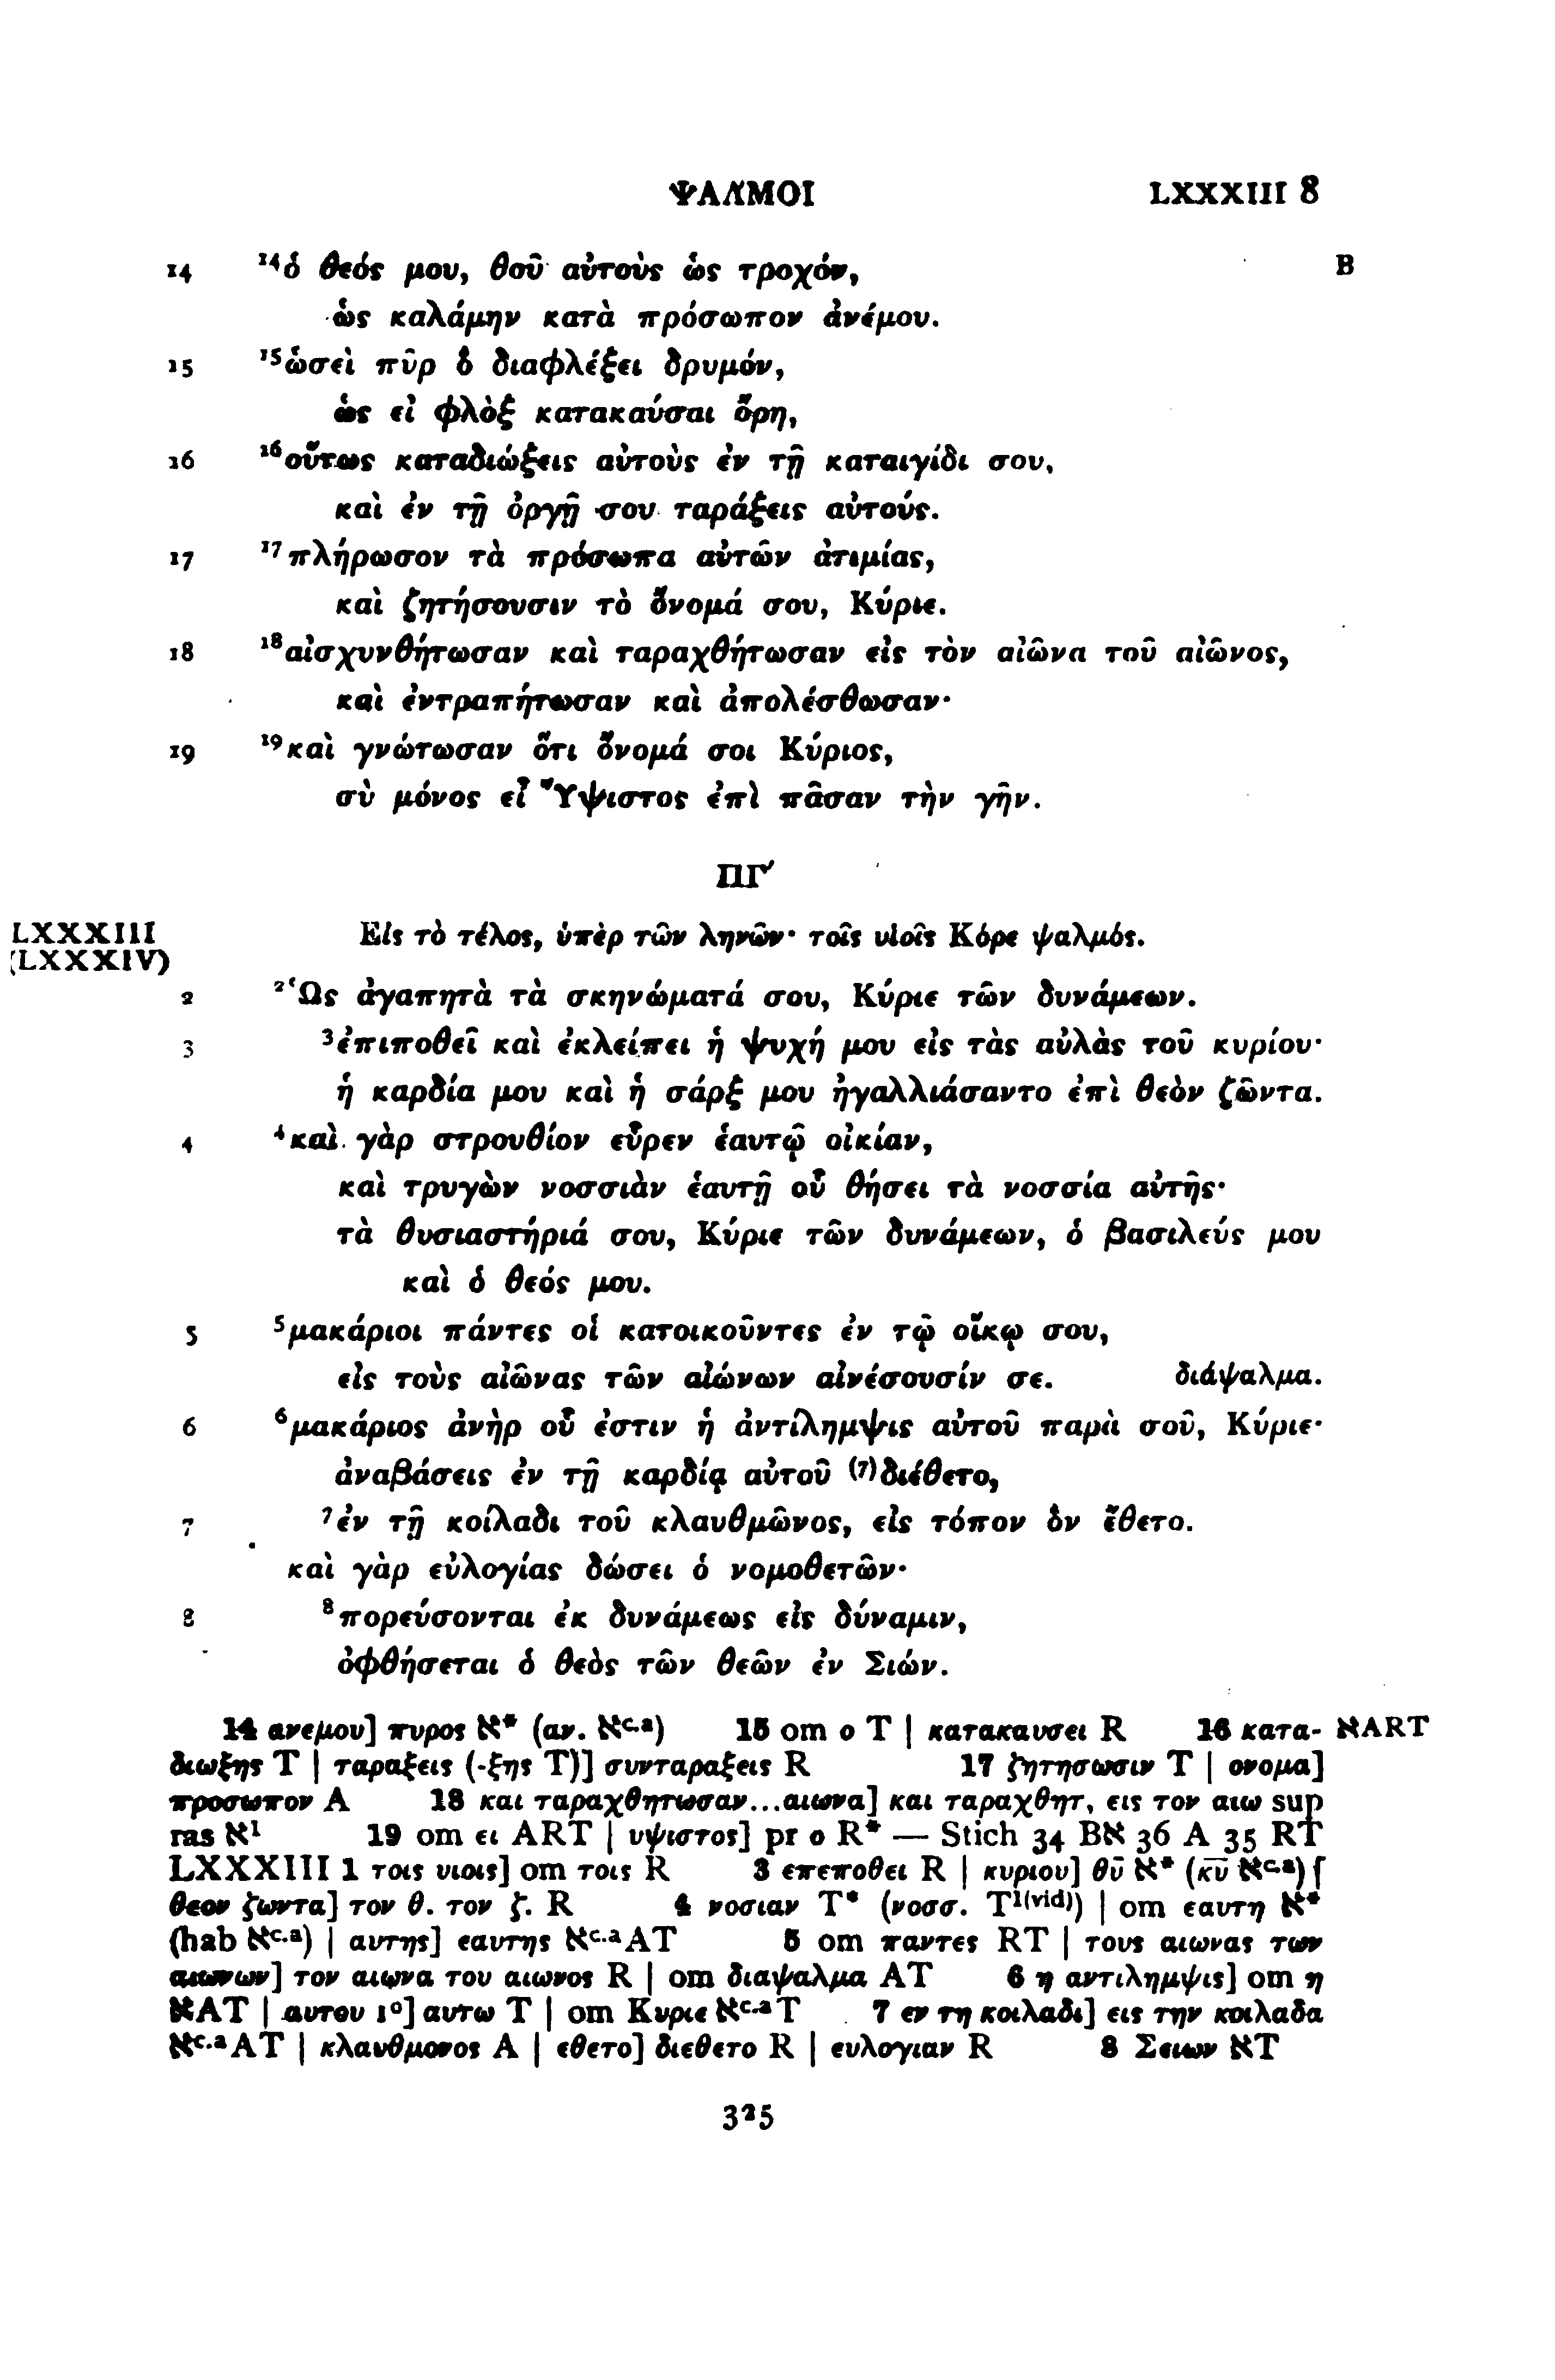 ΨΑΛΜΟΙ LXXXIII 8
14 ¹⁴ὁ θεός μου, θοῦ αὐτοὺς ὡς τροχόν, B
ὡς καλάμην κατὰ πρόσωπον ἀνέμου.
15 ¹⁵ὡσεὶ πῦρ ὃ διαφλέξει δρυμόν,
ὡς εἰ φλὸξ κατακαύσαι ὄρη,
16 ¹⁶οὕτως καταδιώξεις αὐτοὺς ἐν τῇ καταιγίδι σου,
καὶ ἐν τῇ ὀργῇ σου ταράξεις αὐτούς.
17 ¹⁷πλήρωσον τὰ πρόσωπα αὐτῶν ἀτιμίας,
καὶ ζητήσουσιν τὸ ὄνομά σου, Κύριε.
18 ¹⁸αἰσχυνθήτωσαν καὶ ταραχθήτωσαν εἰς τὸν αἰῶνα τοῦ αἰῶνος,
καὶ ἐντραπήτωσαν καὶ ἀπολέσθωσαν·
19 ¹⁹καὶ γνώτωσαν ὅτι ὄνομά σοι Κύριος,
σὺ μόνος εἶ Ὕψιστος ἐπὶ πᾶσαν τὴν γῆν.
ΠΓ´
LXXXIII Εἰς τὸ τέλος, ὑπὲρ τῶν ληνῶν· τοῖς υἱοῖς Κόρε ψαλμός.
(LXXXIV)
2 ²Ὡς ἀγαπητὰ τὰ σκηνώματά σου, Κύριε τῶν δυνάμεων.
3 ³ἐπιποθεῖ καὶ ἐκλείπει ἡ ψυχή μου εἰς τὰς αὐλὰς τοῦ κυρίου·
ἡ καρδία μου καὶ ἡ σάρξ μου ἠγαλλιάσαντο ἐπὶ θεὸν ζῶντα.
4 ⁴καὶ γὰρ στρουθίον εὗρεν ἑαυτῷ οἰκίαν,
καὶ τρυγὼν νοσσιὰν ἑαυτῇ οὗ θήσει τὰ νοσσία αὐτῆς·
τὰ θυσιαστήριά σου, Κύριε τῶν δυνάμεων, ὁ βασιλεύς μου
καὶ ὁ θεός μου.
5 ⁵μακάριοι πάντες οἱ κατοικοῦντες ἐν τῷ οἴκῳ σου,
εἰς τοὺς αἰῶνας τῶν αἰώνων αἰνέσουσίν σε. διάψαλμα.
6 ⁶μακάριος ἀνὴρ οὗ ἐστιν ἡ ἀντίλημψις αὐτοῦ παρὰ σοῦ, Κύριε·
ἀναβάσεις ἐν τῇ καρδίᾳ αὐτοῦ ⁽⁷⁾διέθετο,
7 ⁷ἐν τῇ κοίλαδι τοῦ κλαυθμῶνος, εἰς τόπον ὃν ἔθετο.
καὶ γὰρ εὐλογίας δώσει ὁ νομοθετῶν·
8 ⁸πορεύσονται ἐκ δυνάμεως εἰς δύναμιν,
ὀφθήσεται ὁ θεὸς τῶν θεῶν ἐν Σιών.
14 ανεμου] πυρος א* (αν. אᶜ·ᵃ) 15 om ο T | κατακαυσει R 16 κατα- אART
διωξης T | ταραξεις (-ξης T)] συνταραξεις R 17 ζητησωσιν T | ονομα]
προσωπον A 18 και ταραχθητωσαν...αιωνα] και ταραχθητ, εις τον αιω sup
ras א¹ 19 om ει ART | υψιστος] pr ο R* — Stich 34 Bא 36 A 35 RT
LXXXIII 1 τοις υιοις] om τοις R 3 επεποθει R | κυριου] θ̅υ̅ א* (κ̅υ̅ אᶜ·ᵃ) |
θεον ζωντα] τον θ. τον ζ. R 4 νοσιαν T* (νοσσ. T¹⁽ᵛⁱᵈ⁾) | om εαυτη א*
(hab אᶜ·ᵃ) | αυτης] εαυτης אᶜ·ᵃAT 5 om παντες RT | τους αιωνας των
αιωνων] τον αιωνα του αιωνος R | om διαψαλμα AT 6 η αντιλημψις] om η
אAT | αυτου 1°] αυτω T | om Κυριε אᶜ·ᵃT 7 εν τη κοιλαδι] εις την κοιλαδα
אᶜ·ᵃAT | κλαυθμονος A | εθετο] διεθετο R | ευλογιαν R 8 Σειων אT
325